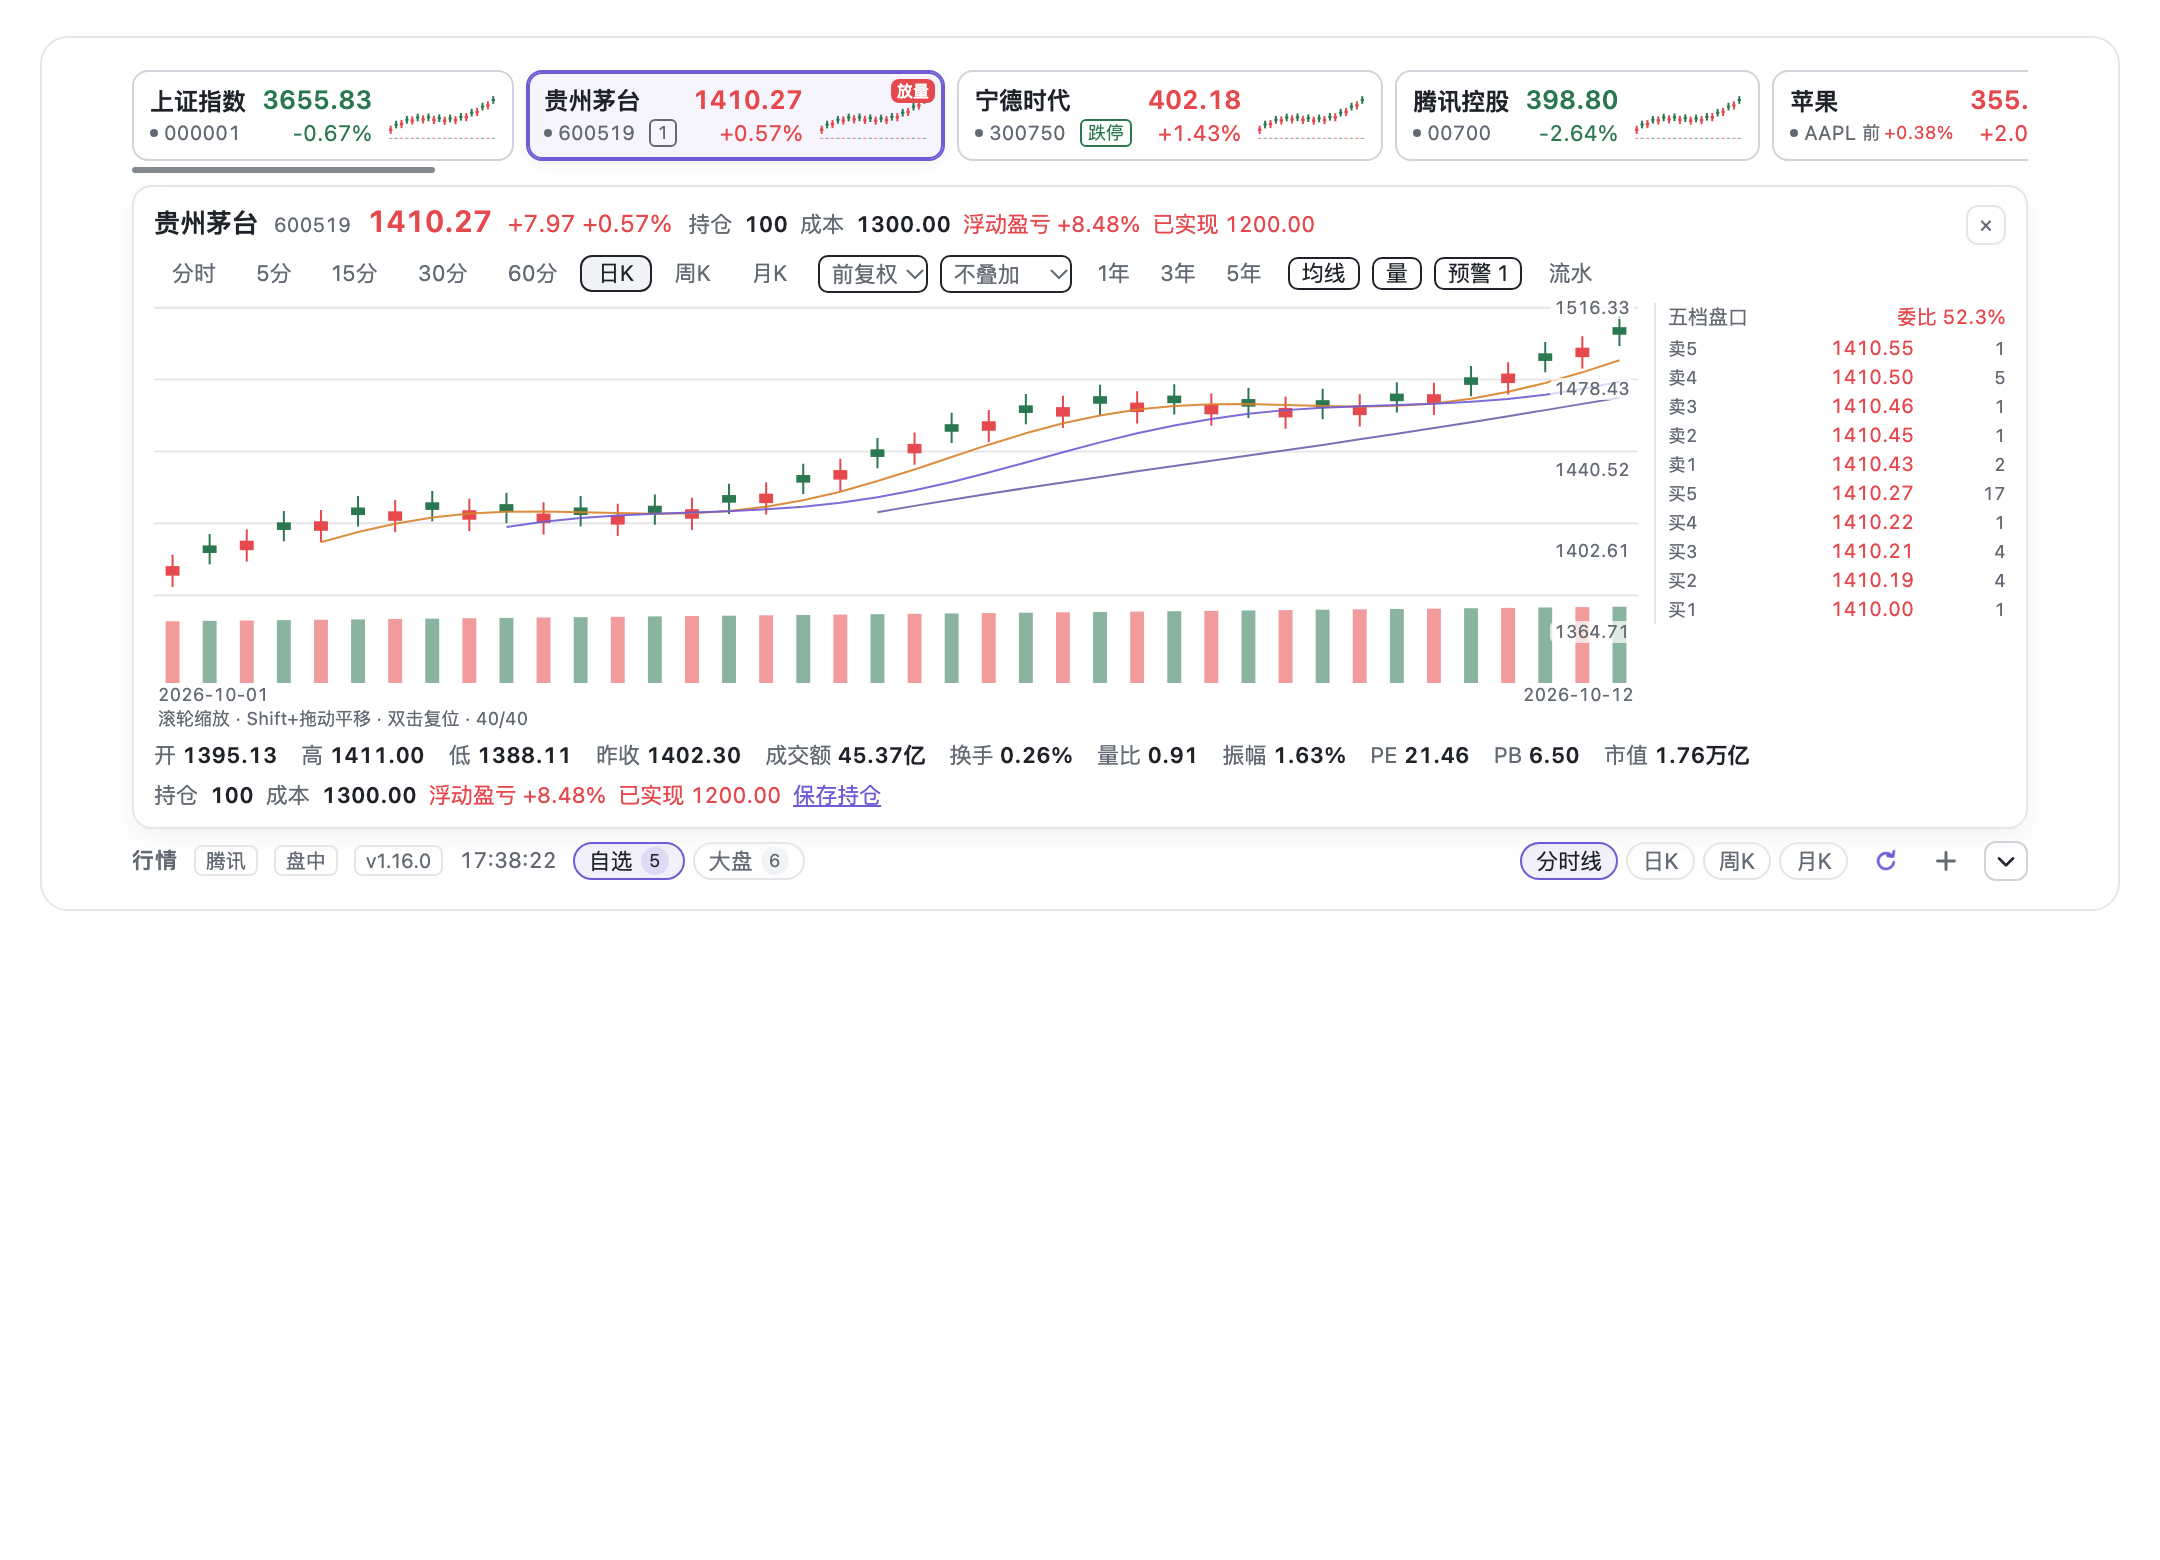 上证指数 3655.83
000001 -0.67%
贵州茅台 1410.27 放量
600519 1 +0.57%
宁德时代 402.18
300750 跌停 +1.43%
腾讯控股 398.80
00700 -2.64%
苹果 355.
AAPL 前+0.38% +2.0
贵州茅台 600519 1410.27 +7.97 +0.57% 持仓 100 成本 1300.00 浮动盈亏 +8.48% 已实现 1200.00 ×
分时 5分 15分 30分 60分 日K 周K 月K 前复权 不叠加 1年 3年 5年 均线 量 预警 1 流水
1516.33
1478.43
1440.52
1402.61
1364.71
2026-10-01 2026-10-12
滚轮缩放 · Shift+拖动平移 · 双击复位 · 40/40
五档盘口 委比 52.3%
卖5 1410.55 1
卖4 1410.50 5
卖3 1410.46 1
卖2 1410.45 1
卖1 1410.43 2
买5 1410.27 17
买4 1410.22 1
买3 1410.21 4
买2 1410.19 4
买1 1410.00 1
开 1395.13 高 1411.00 低 1388.11 昨收 1402.30 成交额 45.37亿 换手 0.26% 量比 0.91 振幅 1.63% PE 21.46 PB 6.50 市值 1.76万亿
持仓 100 成本 1300.00 浮动盈亏 +8.48% 已实现 1200.00 保存持仓
行情 腾讯 盘中 v1.16.0 17:38:22 自选 5 大盘 6 分时线 日K 周K 月K